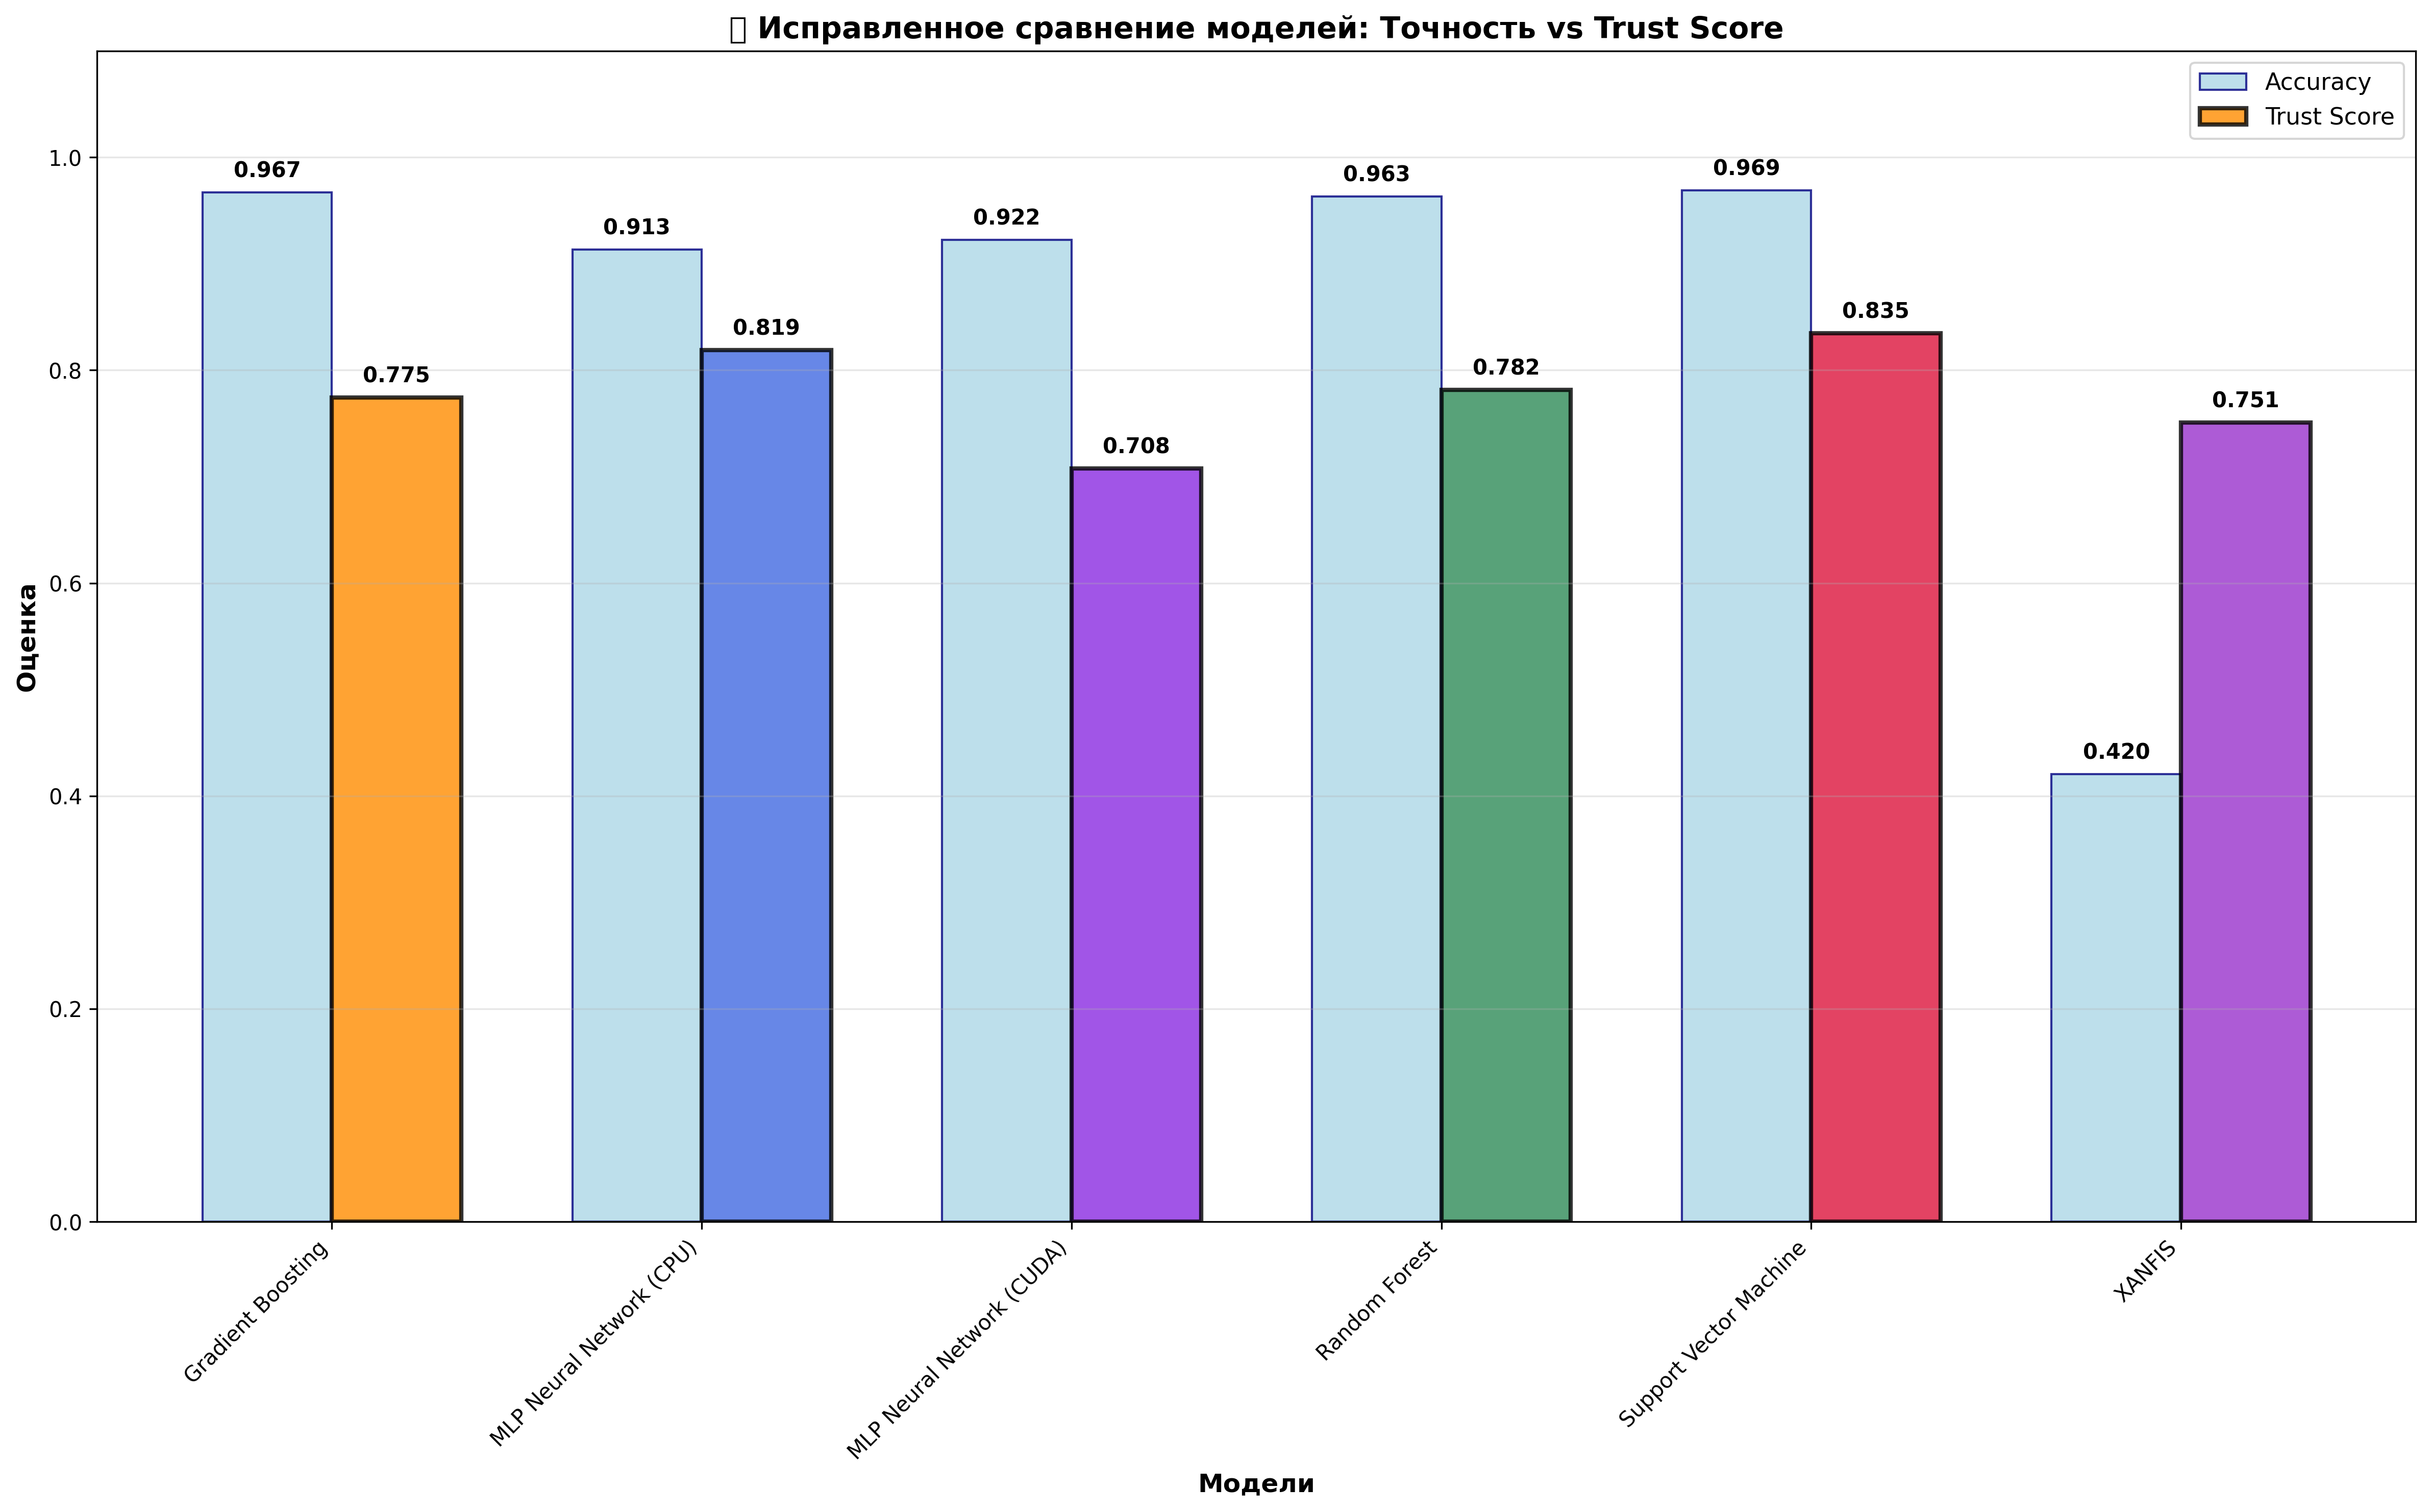 Исправленное сравнение моделей: Точность vs Trust Score
Accuracy
Trust Score
Оценка
1.0
0.8
0.6
0.4
0.2
0.0
0.967
0.775
0.913
0.819
0.922
0.708
0.963
0.782
0.969
0.835
0.420
0.751
Gradient Boosting
MLP Neural Network (CPU)
MLP Neural Network (CUDA)
Random Forest
Support Vector Machine
XANFIS
Модели